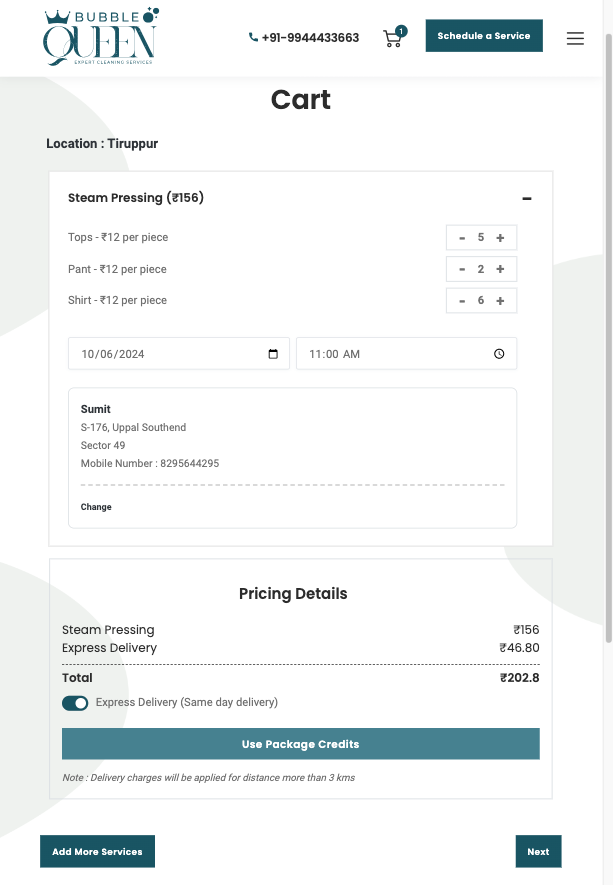 BUBBLE
QUEEN
EXPERT CLEANING SERVICES
+91-9944433663
1
Schedule a Service
Cart
Location : Tiruppur
Steam Pressing (₹156)
Tops - ₹12 per piece
- 5 +
Pant - ₹12 per piece
- 2 +
Shirt - ₹12 per piece
- 6 +
10/06/2024
11:00 AM
Sumit
S-176, Uppal Southend
Sector 49
Mobile Number : 8295644295
Change
Pricing Details
Steam Pressing ₹156
Express Delivery ₹46.80
Total ₹202.8
Express Delivery (Same day delivery)
Use Package Credits
Note : Delivery charges will be applied for distance more than 3 kms
Add More Services
Next